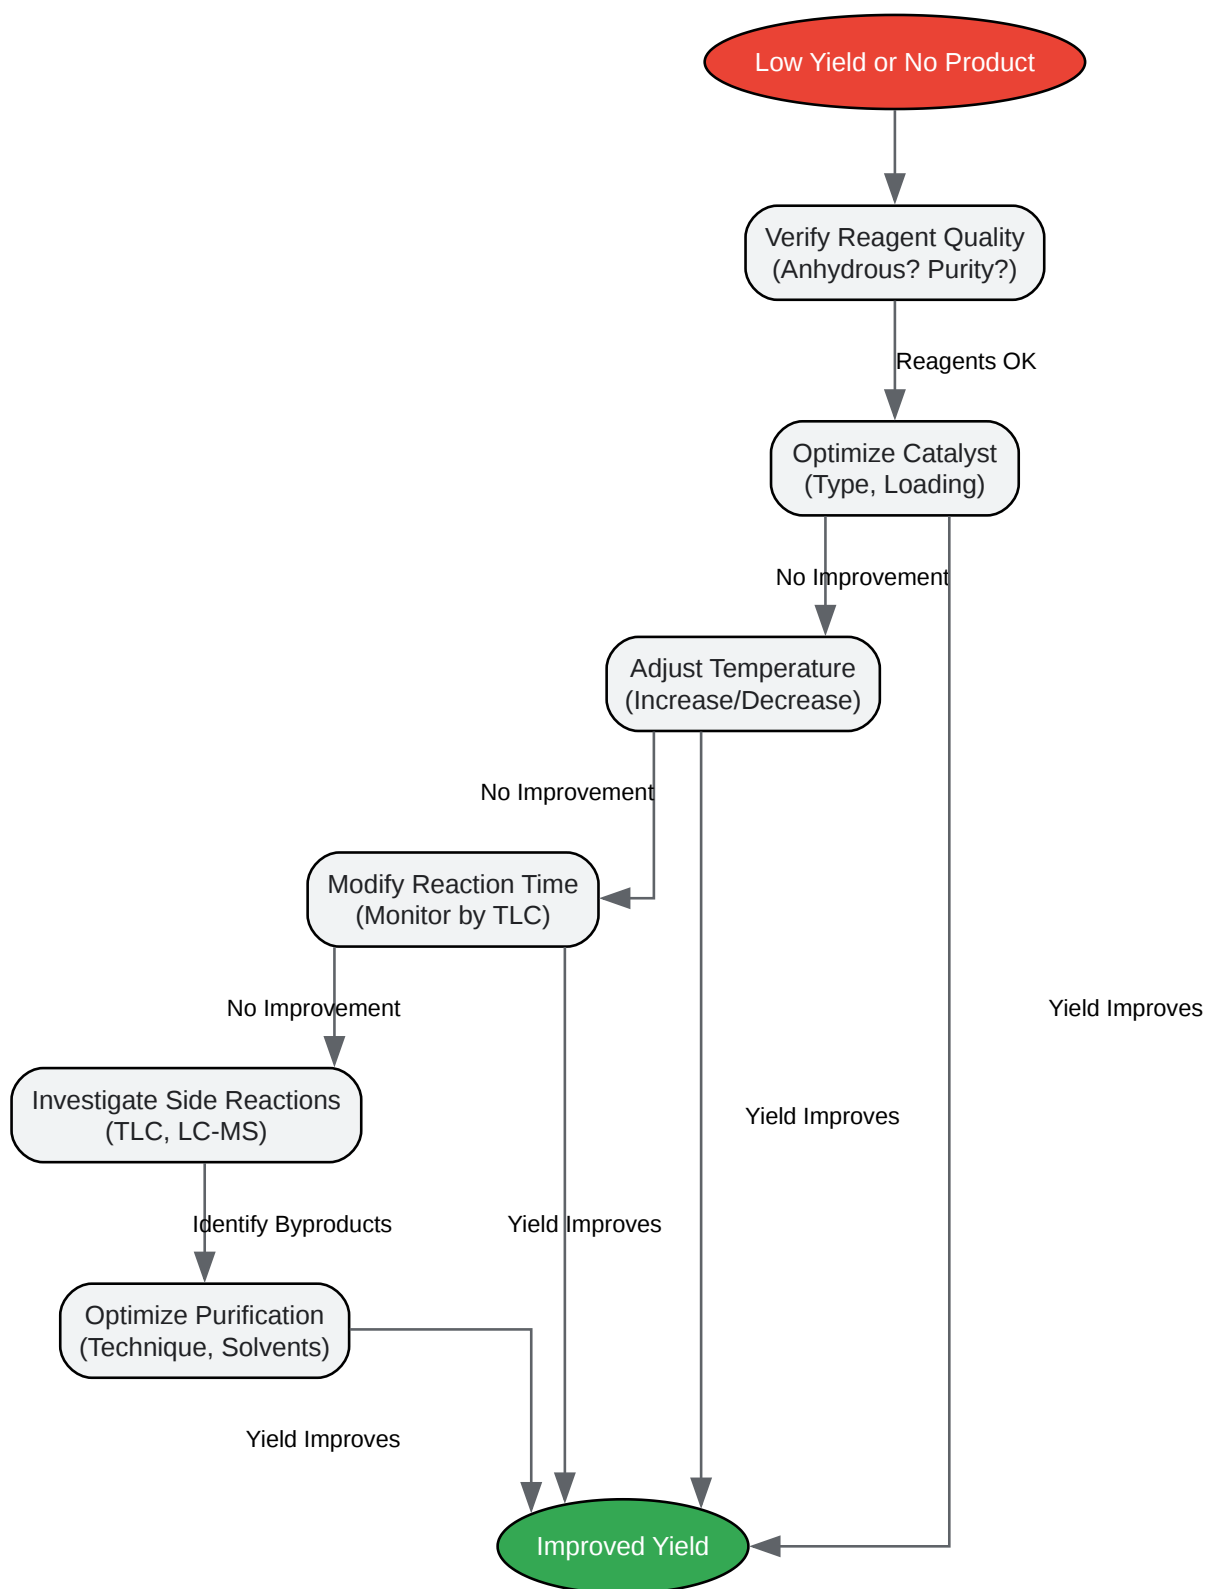 Low Yield or No Product
Verify Reagent Quality
(Anhydrous? Purity?)
Reagents OK
Optimize Catalyst
(Type, Loading)
No Improvement
Adjust Temperature
(Increase/Decrease)
No Improvement
Modify Reaction Time
(Monitor by TLC)
No Improvement
Yield Improves
Investigate Side Reactions
(TLC, LC-MS)
Yield Improves
Identify Byproducts
Yield Improves
Optimize Purification
(Technique, Solvents)
Yield Improves
Improved Yield